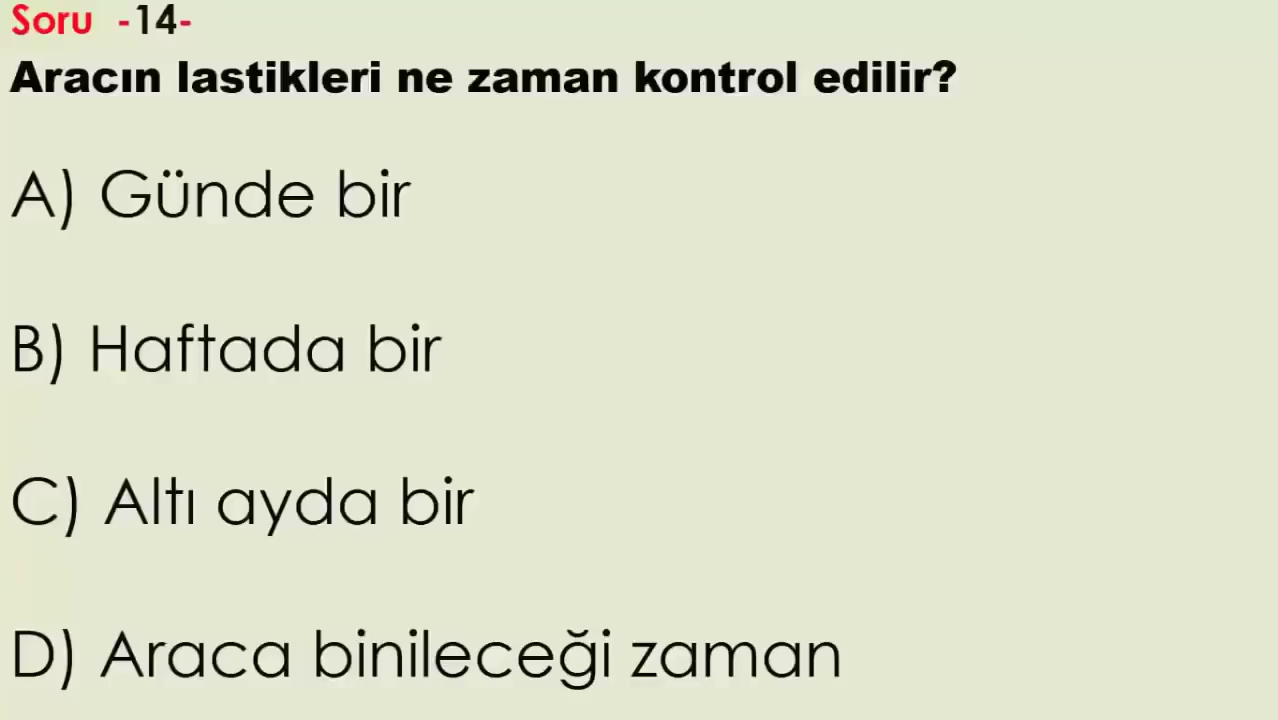 Soru -14-
Aracın lastikleri ne zaman kontrol edilir?
A) Günde bir
B) Haftada bir
C) Altı ayda bir
D) Araca binileceği zaman